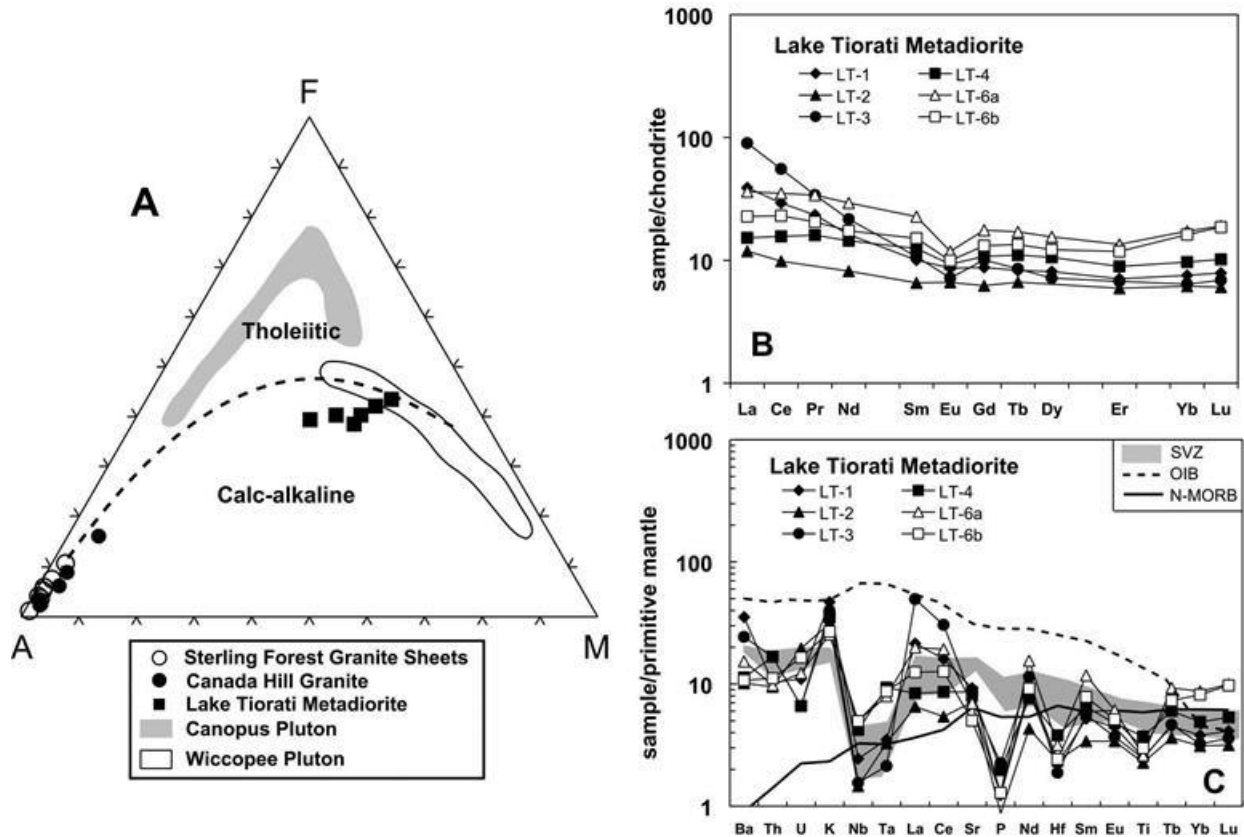 A
F
Tholeiitic
Calc-alkaline
A
M
Sterling Forest Granite Sheets
Canada Hill Granite
Lake Tiorati Metadiorite
Canopus Pluton
Wiccopee Pluton
1000
100
10
1
sample/chondrite
Lake Tiorati Metadiorite
LT-1
LT-2
LT-3
LT-4
LT-6a
LT-6b
B
La Ce Pr Nd Sm Eu Gd Tb Dy Er Yb Lu
1000
100
10
1
sample/primitive mantle
Lake Tiorati Metadiorite
LT-1
LT-2
LT-3
LT-4
LT-6a
LT-6b
SVZ
OIB
N-MORB
C
Ba Th U K Nb Ta La Ce Sr P Nd Hf Sm Eu Ti Tb Yb Lu